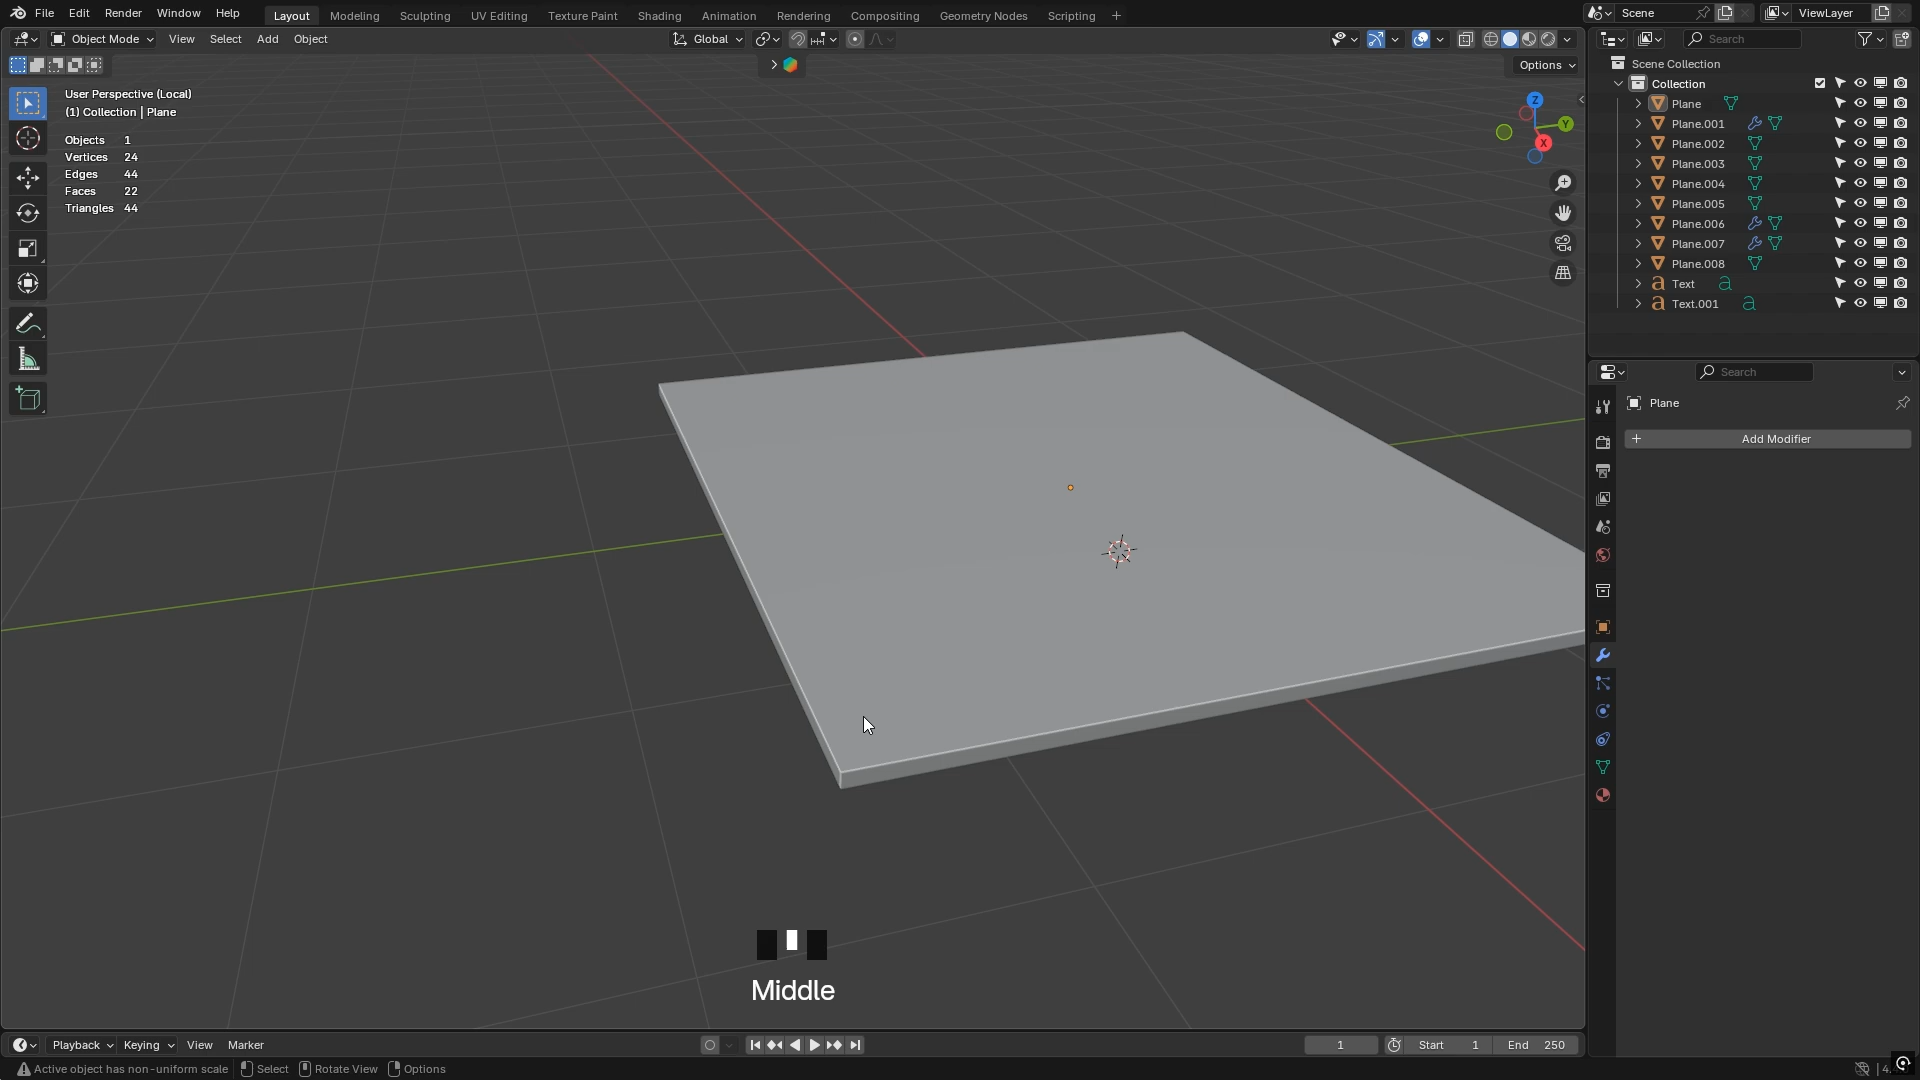 File Edit Render Window Help
Layout Modeling Sculpting UV Editing Texture Paint Shading Animation Rendering Compositing Geometry Nodes Scripting +
Scene
ViewLayer
Object Mode View Select Add Object
Global
Search
Options
User Perspective (Local)
(1) Collection | Plane
Objects 1
Vertices 24
Edges 44
Faces 22
Triangles 44
Z
Y
X
Scene Collection
Collection
Plane
Plane.001
Plane.002
Plane.003
Plane.004
Plane.005
Plane.006
Plane.007
Plane.008
Text
Text.001
Search
Plane
+ Add Modifier
Middle
Playback Keying View Marker
1
Start 1
End 250
Active object has non-uniform scale
Select
Rotate View
Options